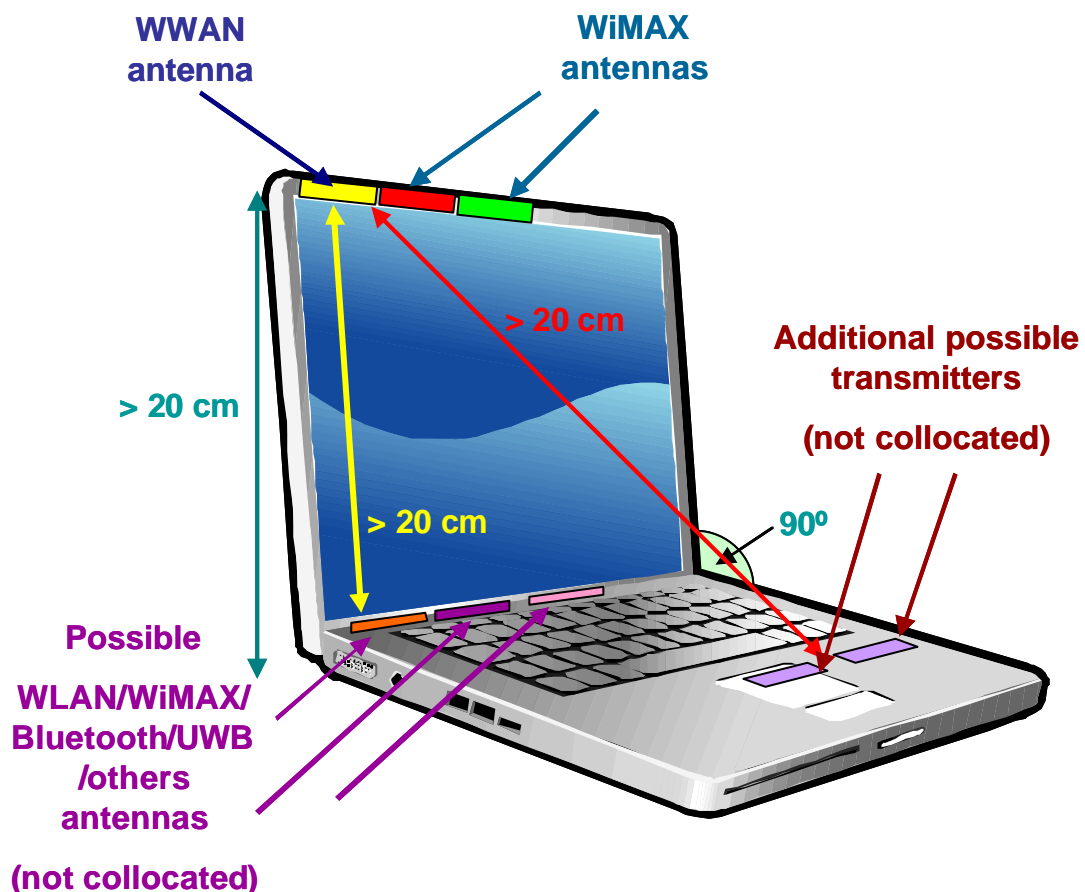 WWAN
antenna
WiMAX
antennas
> 20 cm
> 20 cm
> 20 cm
Additional possible
transmitters
(not collocated)
90º
Possible
WLAN/WiMAX/
Bluetooth/UWB
/others
antennas
(not collocated)